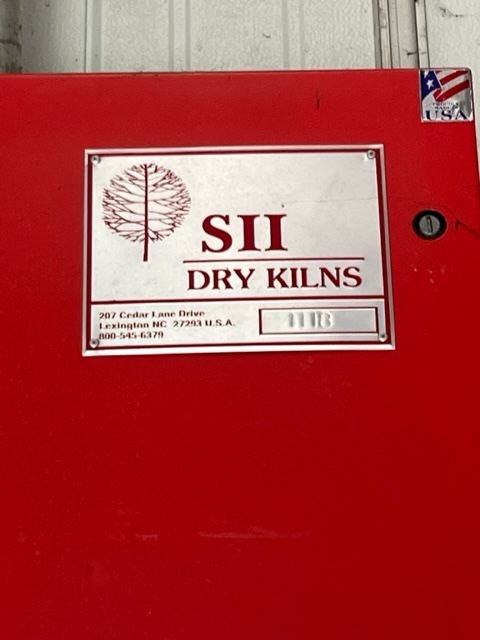 USA
SII
DRY KILNS
207 Cedar Lane Drive
Lexington NC 27293 U.S.A.
800-545-6379